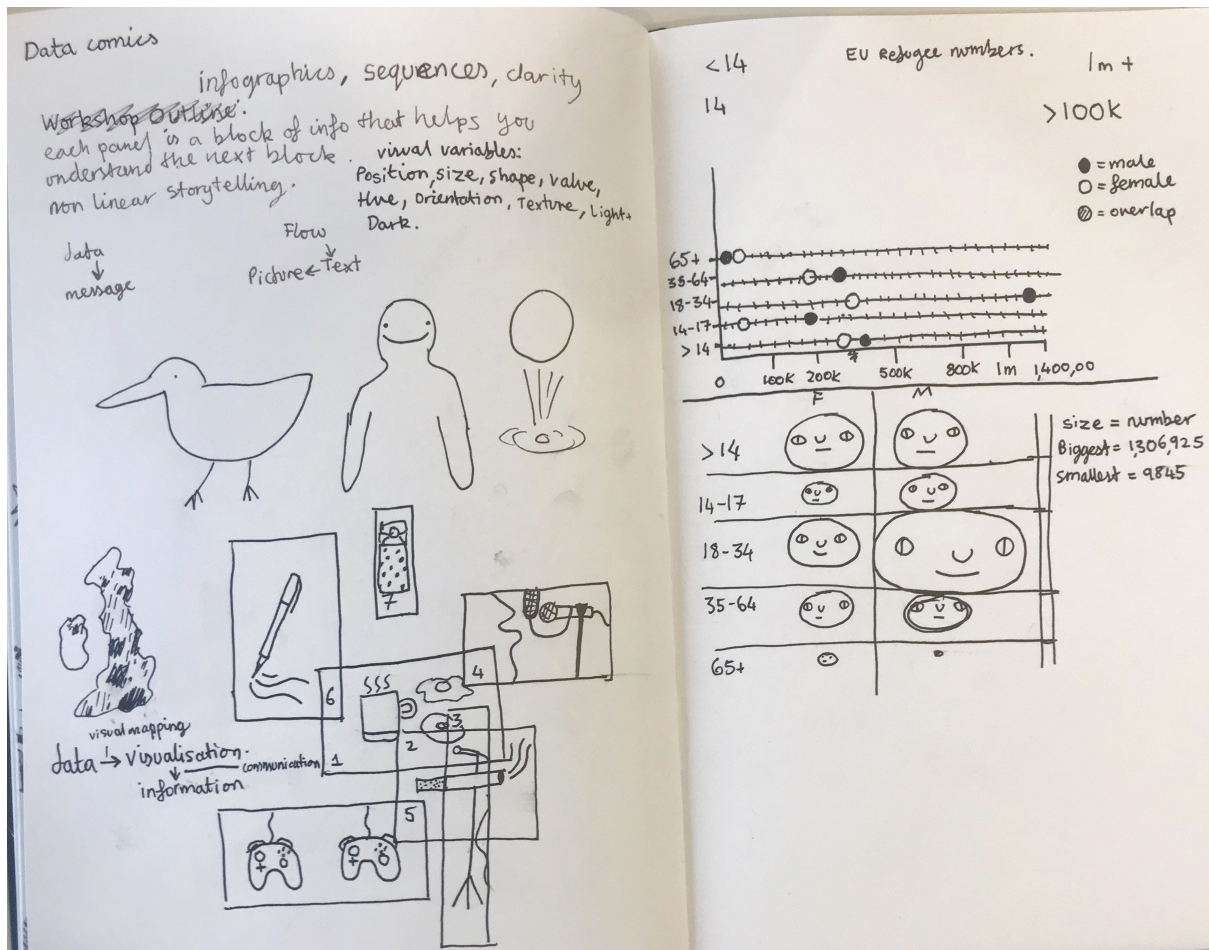 Data comics
infographics, sequences, clarity
Workshop Outline:
each panel is a block of info that helps you
understand the next block.
non linear storytelling.
visual variables:
Position, size, shape, value,
Hue, Orientation, Texture, Light+
Dark.
Flow
Picture ← Text
data
message
7
6
4
3
2
1
5
visual mapping
data → visualisation.
communication
information
EU Refugee numbers.
<14
1m +
14
>100k
= male
= female
= overlap
65+
35-64
18-34
14-17
>14
0 100k 200k 500k 800k 1m 1,400,00
F M
>14
14-17
18-34
35-64
65+
size = number
Biggest = 1,306,925
smallest = 9845